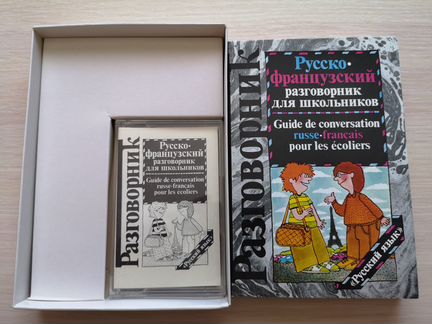 Разговорник
Русско-
французский
разговорник
для школьников
Guide de conversation
russe-français
pour les écoliers
«Русский язык»
Разговорник
Русско-
французский
разговорник
для школьников
Guide de conversation
russe-français
pour les écoliers
«Русский язык»